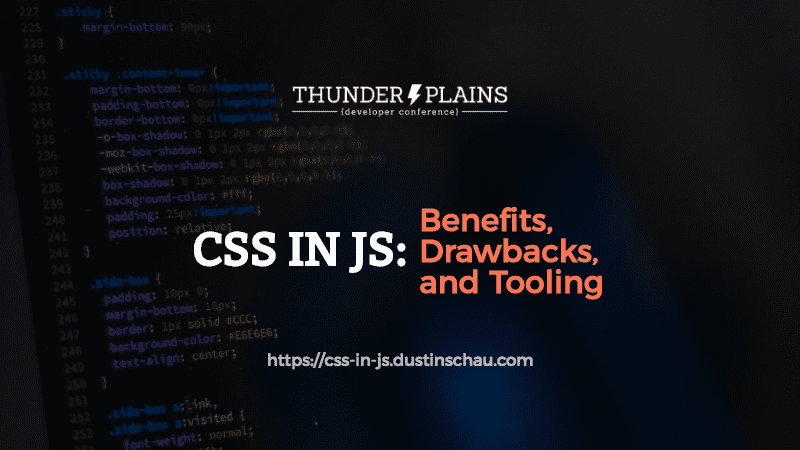 227 .sticky {
228 margin-bottom: 50px;
229 }
230
231 .sticky .content-inner {
232 margin-bottom: 0px!important;
233 padding-bottom: 0px!important;
234 border-bottom: 0px!important;
235 -o-box-shadow: 0 1px 2px
236 -moz-box-shadow: 0 1px 2px
237 -webkit-box-shadow: 0 1px 2px
238 box-shadow: 0 1px 2px
239 background-color: #fff;
240 padding: 25px!important;
241 position: relative;
242 }
243
244 .side-box {
245 padding: 10px 0;
246 margin-bottom: 10px;
247 border: 1px solid #CCC;
248 background-color: #E6E6E6;
249 text-align: center;
250 }
251
252 .side-box a:link,
253 .side-box a:visited {
font-weight: normal;
THUNDER PLAINS
{developer conference}
CSS IN JS:
Benefits,
Drawbacks,
and Tooling
https://css-in-js.dustinschau.com